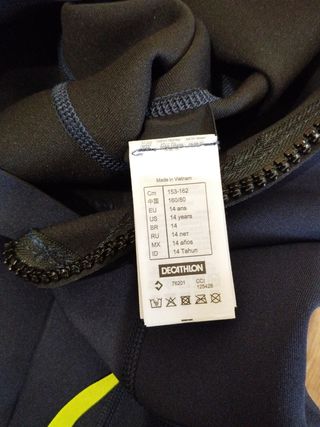 Made in Vietnam
Cm 153-162
中国 160/80
EU 14 ans
US 14 years
BR 14
RU 14 лет
MX 14 años
ID 14 Tahun
DECATHLON
76201 CCI
125426